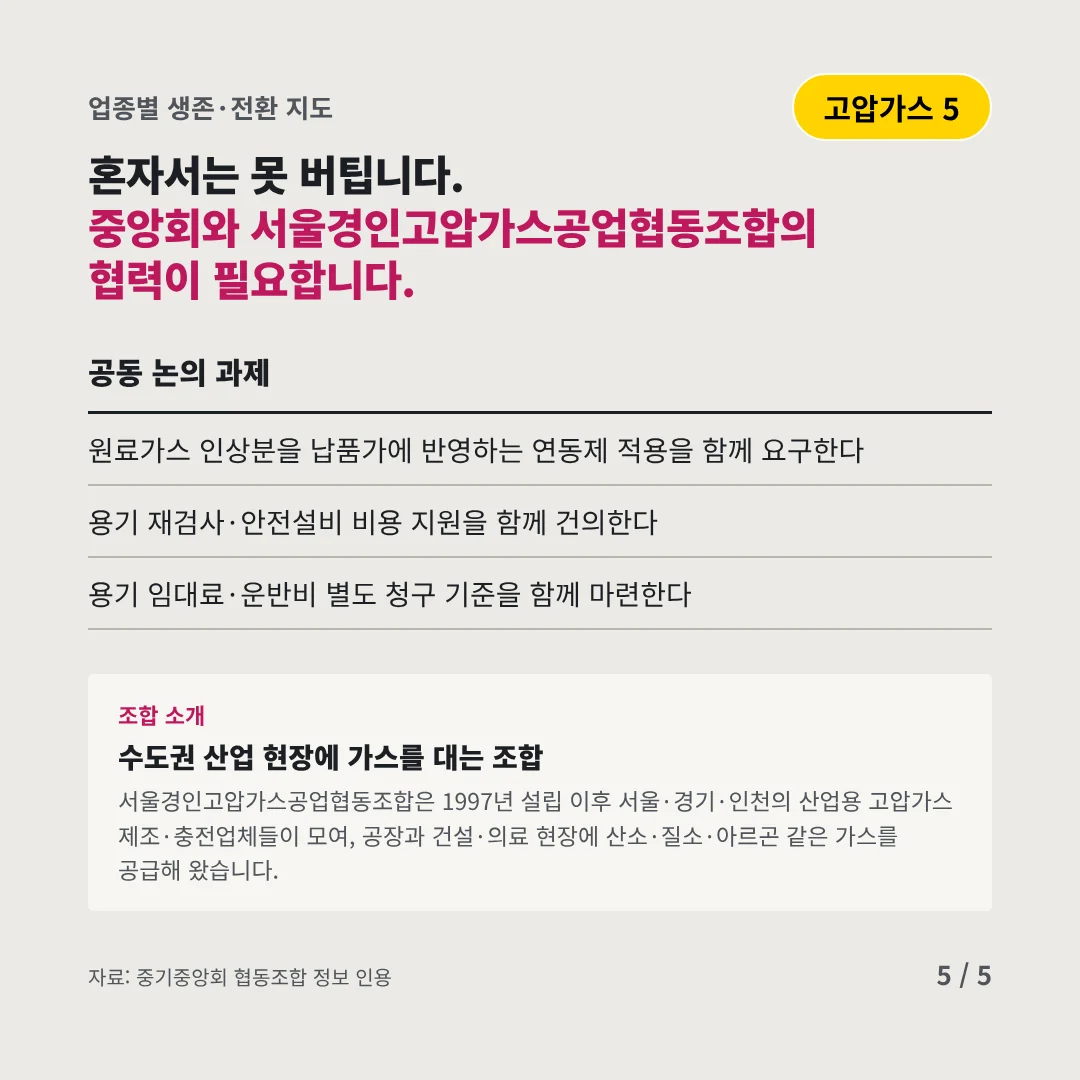 업종별 생존·전환 지도
고압가스 5
혼자서는 못 버팁니다.
중앙회와 서울경인고압가스공업협동조합의
협력이 필요합니다.
공동 논의 과제
원료가스 인상분을 납품가에 반영하는 연동제 적용을 함께 요구한다
용기 재검사·안전설비 비용 지원을 함께 건의한다
용기 임대료·운반비 별도 청구 기준을 함께 마련한다
조합 소개
수도권 산업 현장에 가스를 대는 조합
서울경인고압가스공업협동조합은 1997년 설립 이후 서울·경기·인천의 산업용 고압가스
제조·충전업체들이 모여, 공장과 건설·의료 현장에 산소·질소·아르곤 같은 가스를
공급해 왔습니다.
자료: 중기중앙회 협동조합 정보 인용
5 / 5